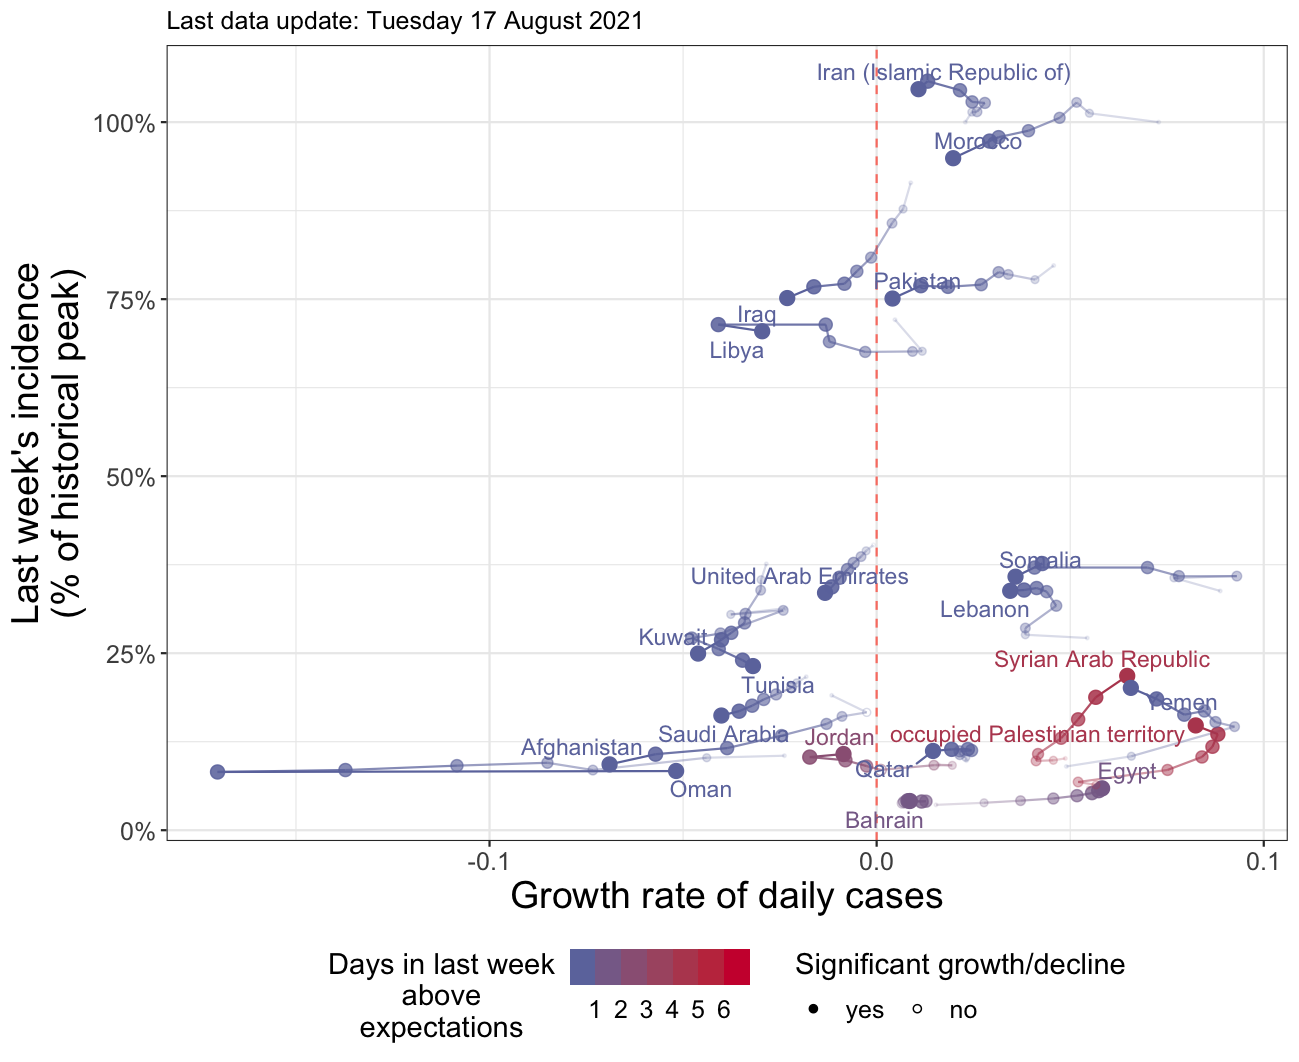 Last data update: Tuesday 17 August 2021
Last week's incidence
(% of historical peak)
100%
75%
50%
25%
0%
Iran (Islamic Republic of)
Morocco
Pakistan
Iraq
Libya
Somalia
United Arab Emirates
Lebanon
Kuwait
Syrian Arab Republic
Tunisia
Yemen
Saudi Arabia
occupied Palestinian territory
Jordan
Afghanistan
Qatar
Egypt
Oman
Bahrain
-0.1
0.0
0.1
Growth rate of daily cases
Days in last week
above
expectations
1 2 3 4 5 6
Significant growth/decline
yes
no